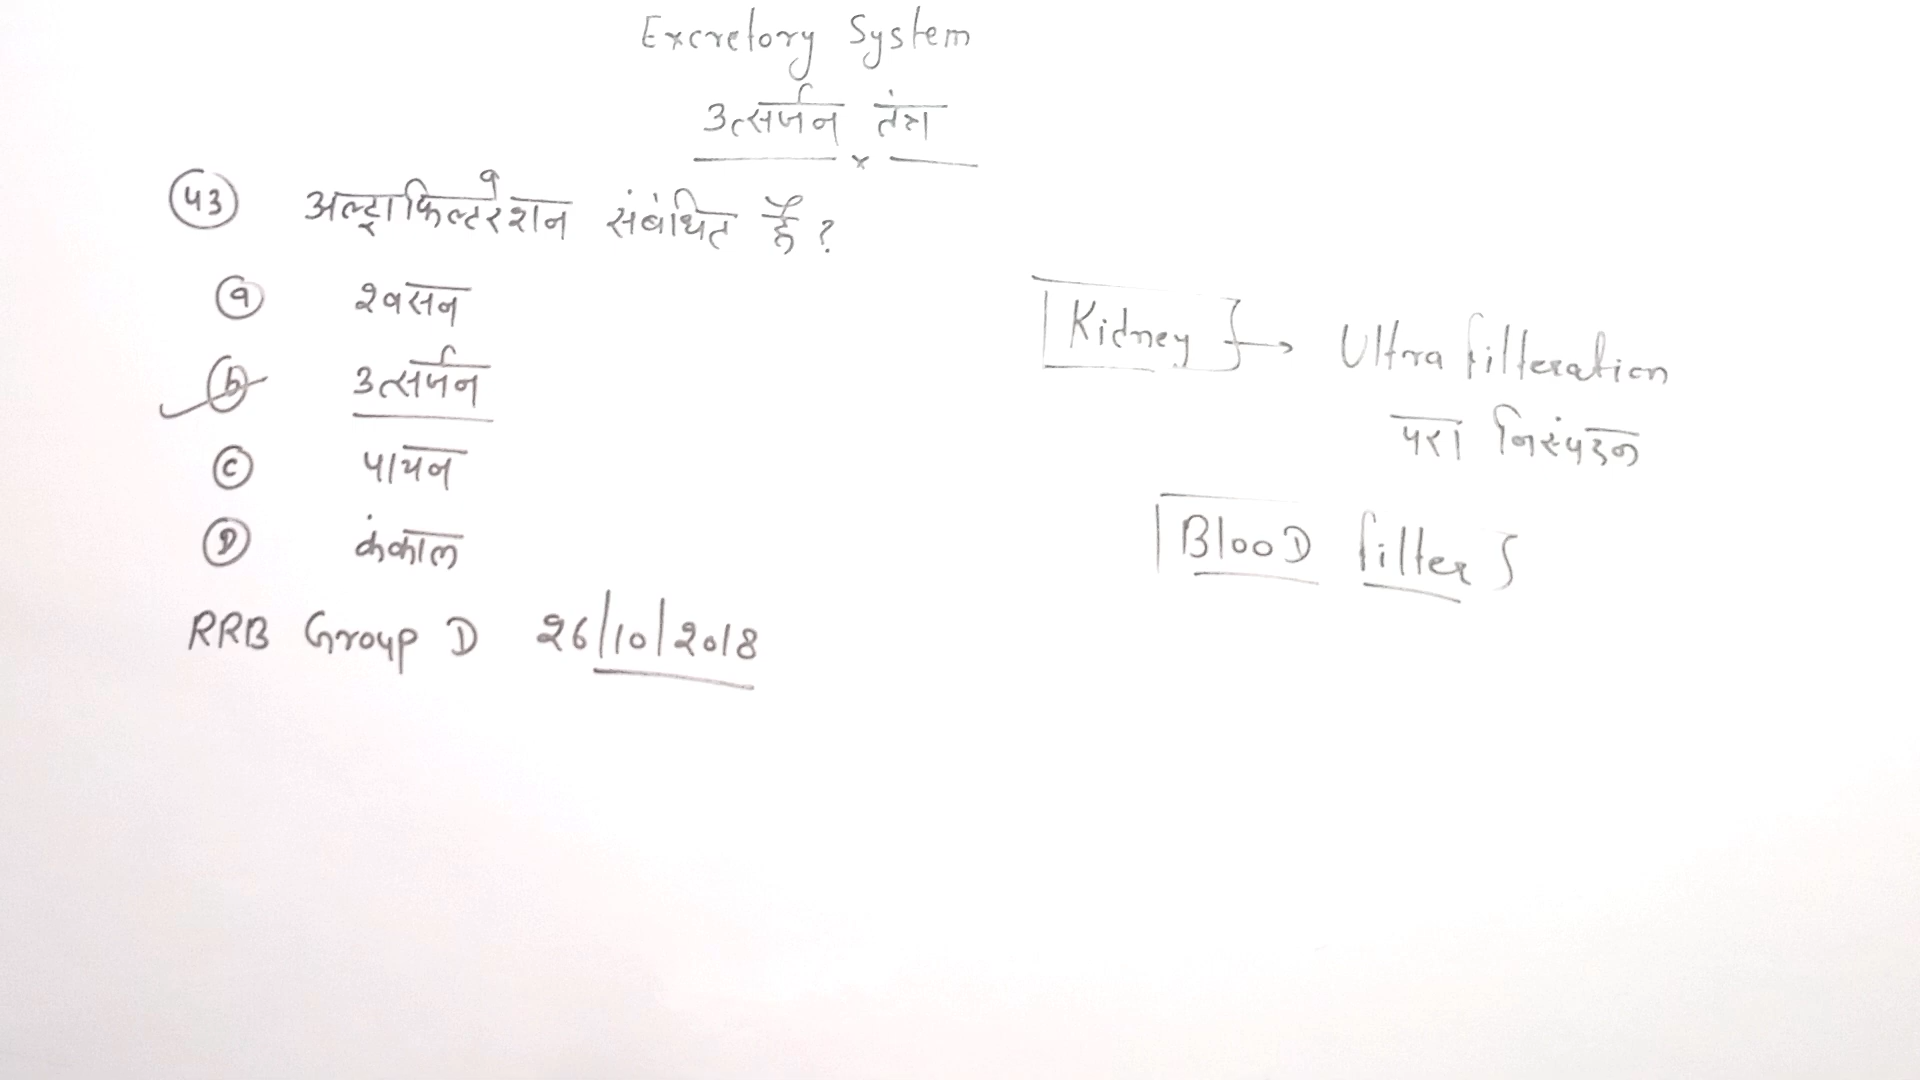 Excretory System
उत्सर्जन तंत्र
43 अल्ट्राफिल्टरेशन संबंधित है ?
a श्वसन
b उत्सर्जन
C पाचन
D कंकाल
RRB Group D 26/10/2018
Kidney → Ultra filteration
परा निस्पंदन
BlooD filter